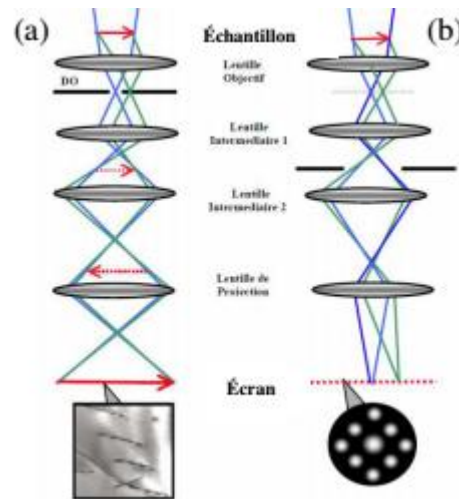 (a)
Échantillon
(b)
Lentille
Objectif
DO
Lentille
Intermediaire 1
Lentille
Intermediaire 2
Lentille de
Projection
Écran